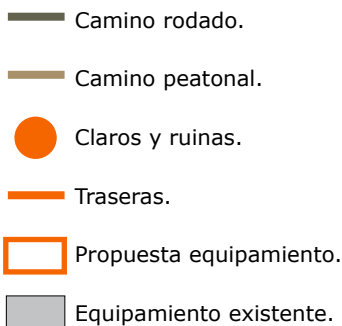 Camino rodado.
Camino peatonal.
Claros y ruinas.
Traseras.
Propuesta equipamiento.
Equipamiento existente.